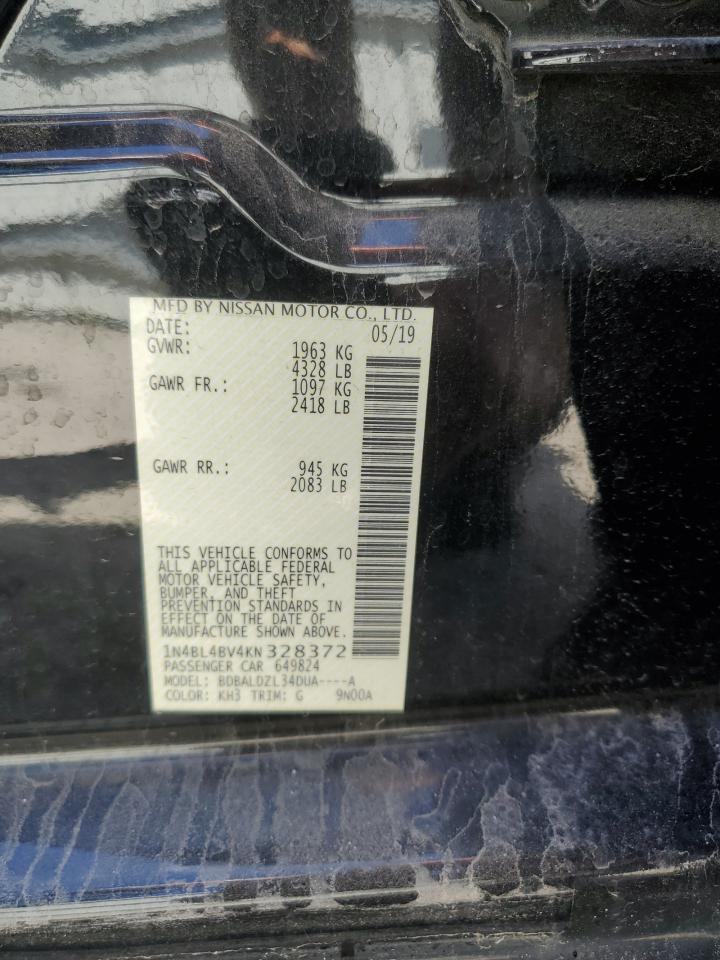 MFD BY NISSAN MOTOR CO., LTD.
DATE: 05/19
GVWR: 1963 KG
4328 LB
GAWR FR.: 1097 KG
2418 LB
GAWR RR.: 945 KG
2083 LB
THIS VEHICLE CONFORMS TO
ALL APPLICABLE FEDERAL
MOTOR VEHICLE SAFETY,
BUMPER, AND THEFT
PREVENTION STANDARDS IN
EFFECT ON THE DATE OF
MANUFACTURE SHOWN ABOVE.
1N4BL4BV4KN328372
PASSENGER CAR 649824
MODEL: BDBALDZL34DUA----A
COLOR: KH3 TRIM: G 9N00A